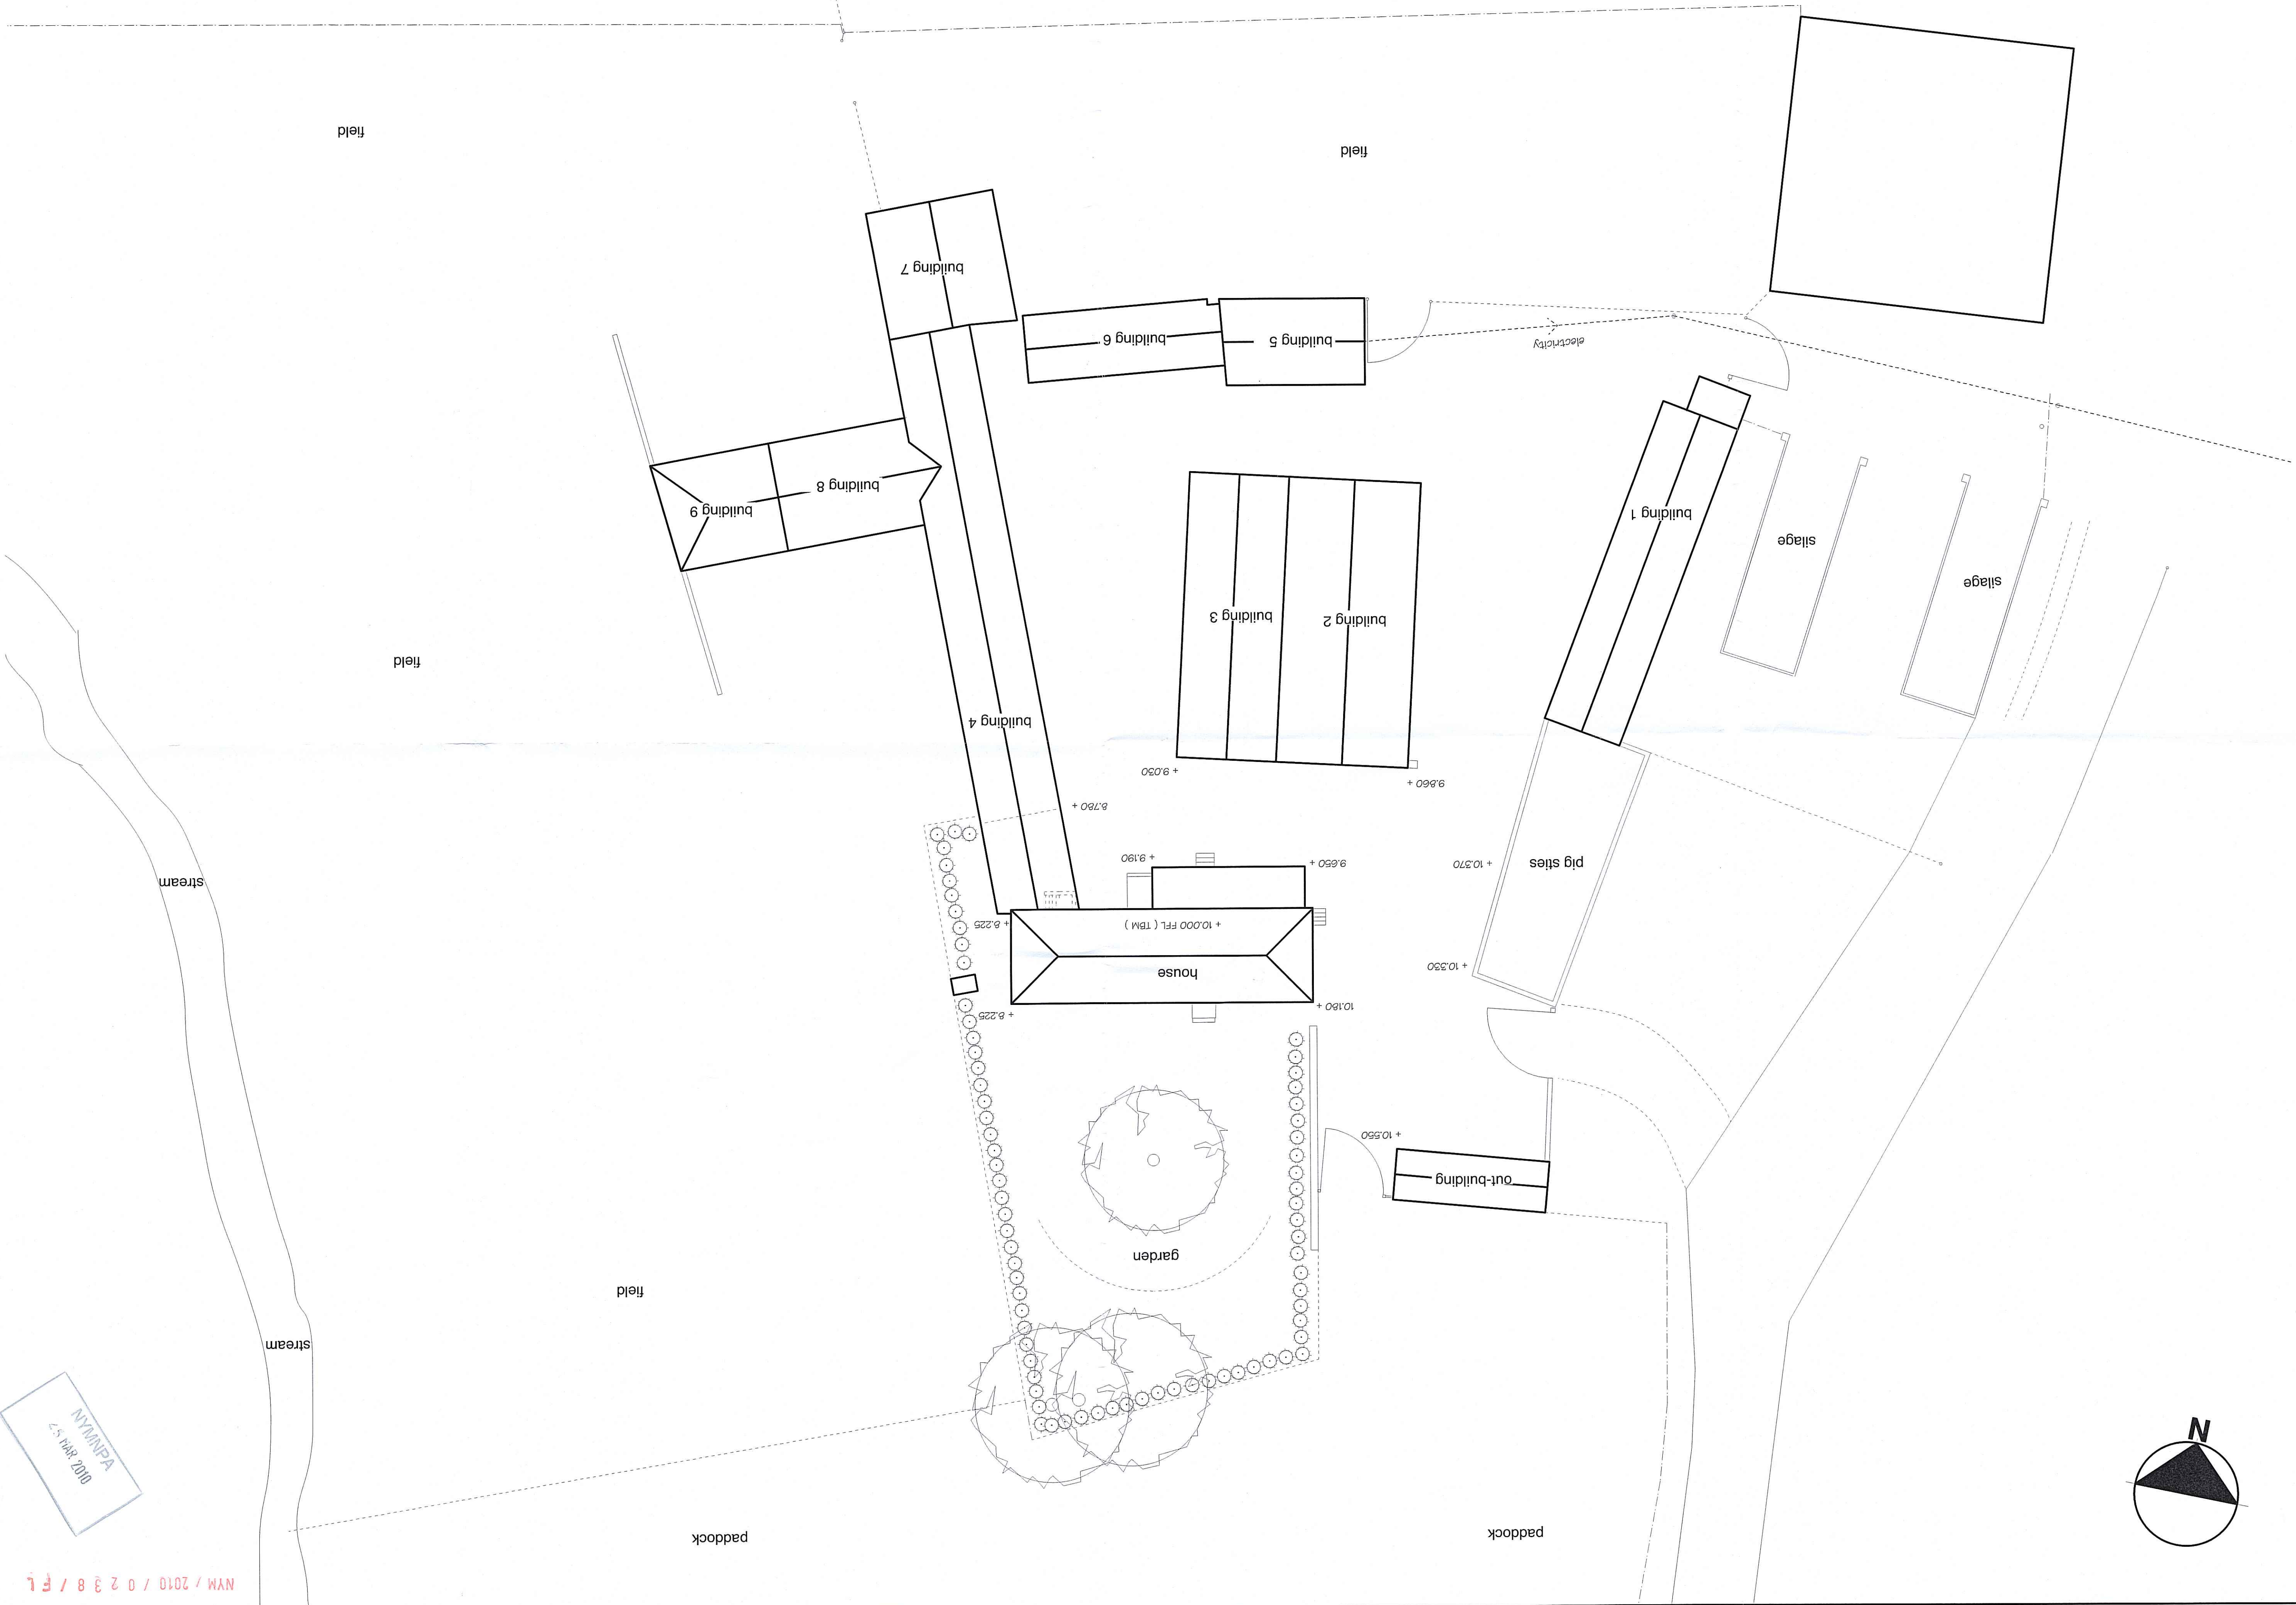 NYM / 2010 / 0 2 3 8 / F L
paddock
paddock
N
NYMNPA
25 MAR 2010
stream
field
garden
out-building
+ 10.550
+ 8.225
10.180 +
house
+ 10.330
+ 10.000 FFL ( TBM )
+ 8.225
stream
pig sties
+ 10.370
9.650 +
+ 9.190
8.780 +
9.860 +
+ 9.030
building 4
field
building 2
building 3
silage
silage
building 1
building 9
building 8
electricity
building 5
building 6
building 7
field
field